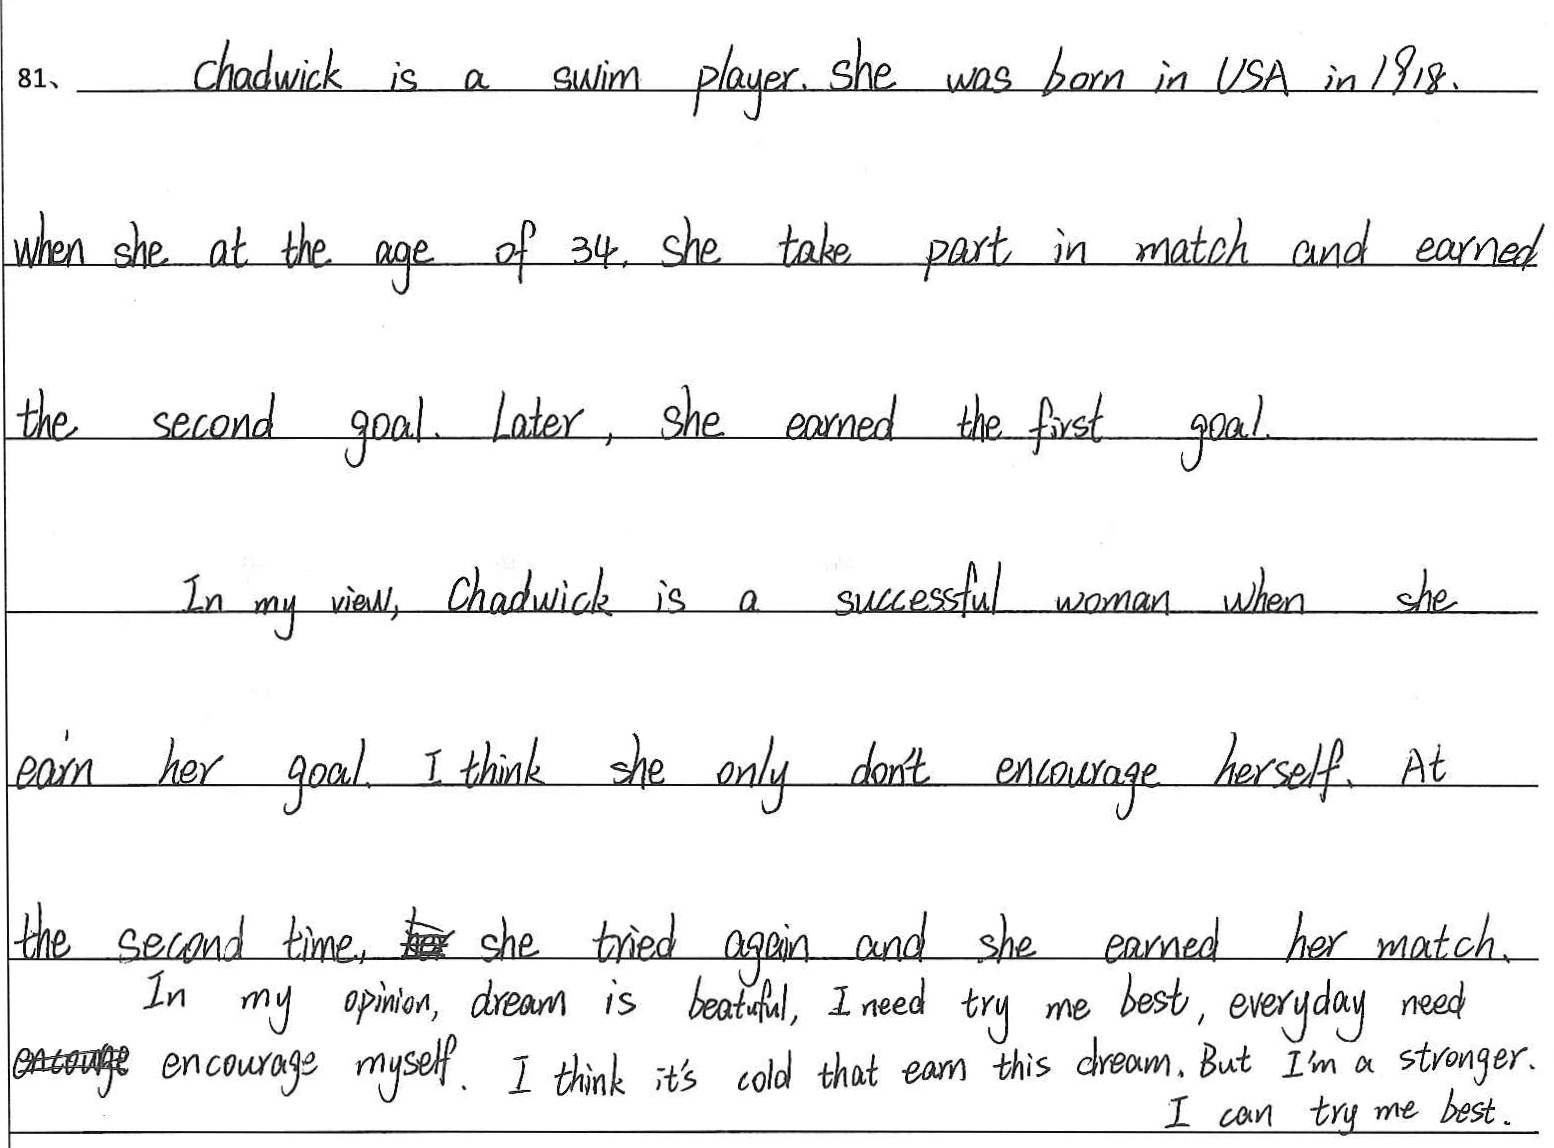 81、 Chadwick is a swim player. She was born in USA in 1918.
when she at the age of 34. She take part in match and earned
the second goal. Later, she earned the first goal.
In my view, Chadwick is a successful woman when she
earn her goal. I think she only don't encourage herself. At
the second time, she tried again and she earned her match.
In my opinion, dream is beatuful, I need try me best, everyday need
encourage myself. I think it's cold that earn this dream. But I'm a stronger.
I can try me best.